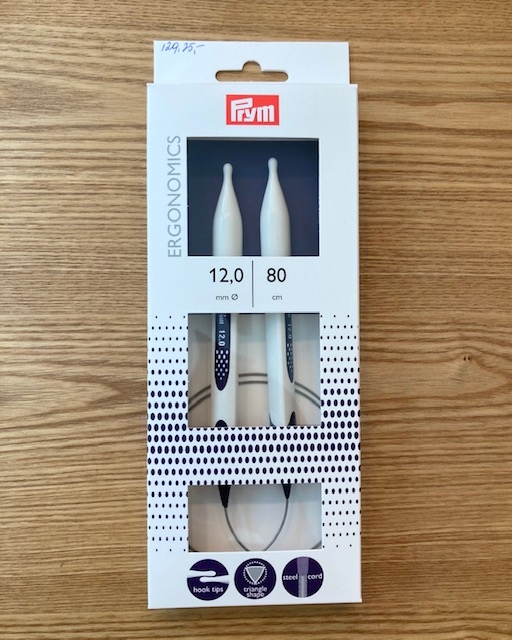 129,25,-
Prym
ERGONOMICS
12,0 80
mm Ø cm
12.0
hook tips
triangle
shape
steel cord